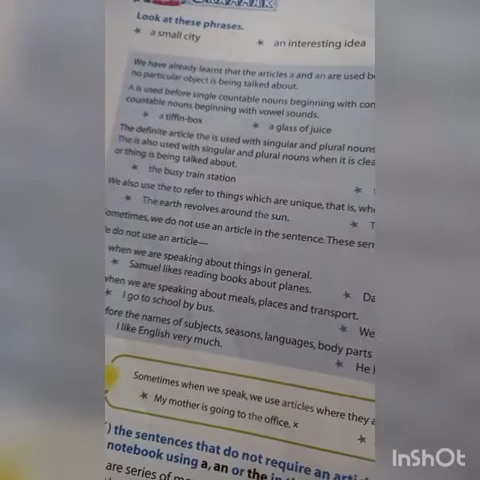 GRAMMAR
Look at these phrases.
* a small city
* an interesting idea
We have already learnt that the articles a and an are used
no particular object is being talked about.
A is used before single countable nouns beginning with
countable nouns beginning with vowel sounds.
* a tiffin-box
* a glass of juice
The definite article the is used with singular and plural nouns
The is also used with singular and plural nouns when it is
or thing is being talked about.
* the busy train station
*
We also use the to refer to things which are unique, that is,
* The earth revolves around the sun.
* T
ometimes, we do not use an article in the sentence. These
e do not use an article—
when we are speaking about things in general.
* Samuel likes reading books about planes.
* Da
when we are speaking about meals, places and transport.
* I go to school by bus.
* We
fore the names of subjects, seasons, languages, body parts
I like English very much.
* He
Sometimes when we speak, we use articles where they
* My mother is going to the office. ×
*
) the sentences that do not require an
notebook using a, an or the
are series of
InShOt